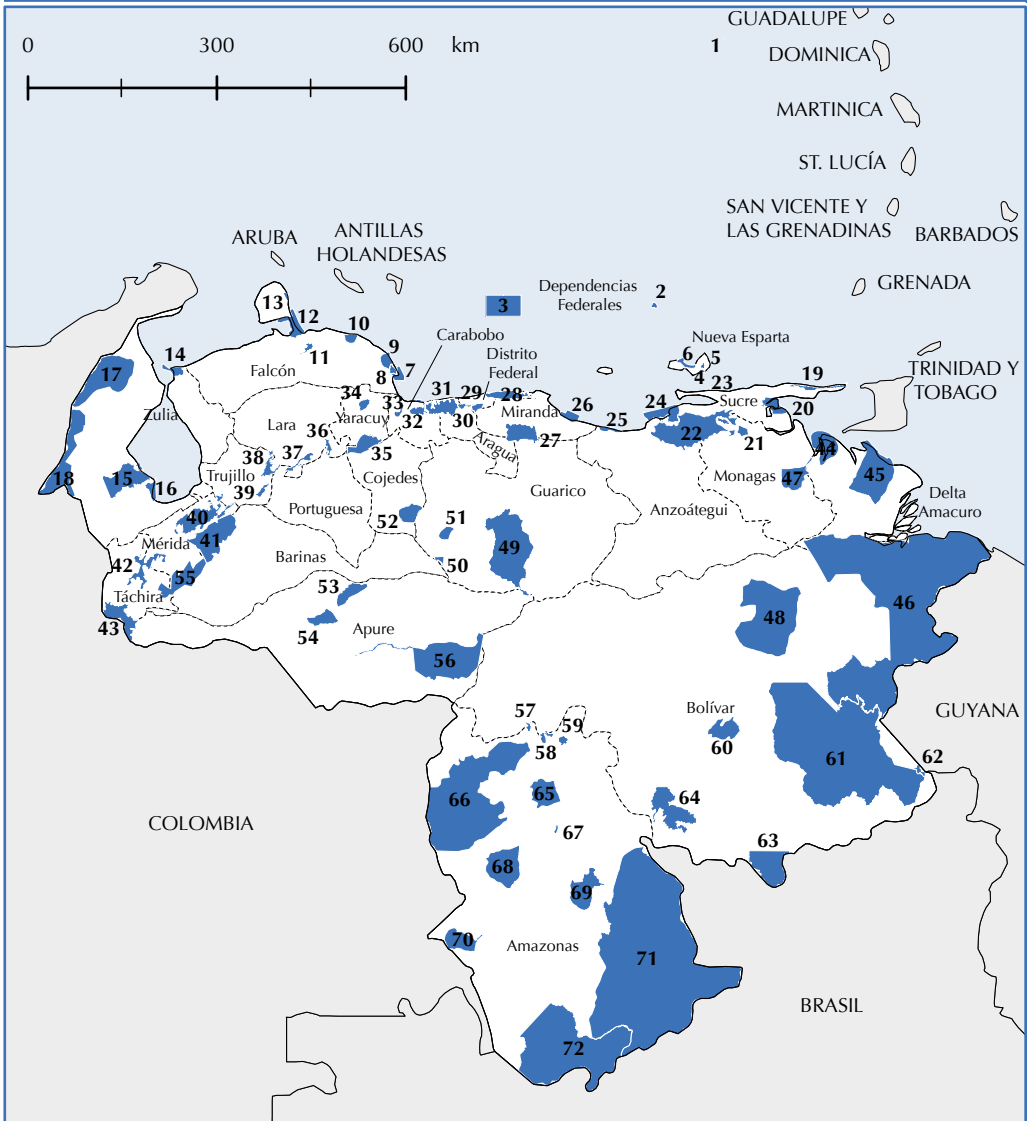 GUADALUPE
0 300 600 km 1
DOMINICA
MARTINICA
ST. LUCÍA
SAN VICENTE Y
LAS GRENADINAS
BARBADOS
ARUBA
ANTILLAS
HOLANDESAS
GRENADA
Dependencias
Federales
2
3
13
12
10
Carabobo
Nueva Esparta
9
Distrito
Federal
6
5
TRINIDAD Y
TOBAGO
14
11
Falcón
8
7
4
23
19
17
34
33
31
29
28
Miranda
26
24
Sucre
20
Zulia
Lara
36
Yaracuy
32
30
25
22
21
Aragua
27
38
37
35
44
18
15
16
Trujillo
39
Cojedes
Guarico
Monagas
47
45
40
Portuguesa
52
51
Anzoátegui
Delta
Amacuro
Mérida
41
49
42
55
Barinas
50
Táchira
53
48
46
43
54
Apure
56
57
59
58
Bolívar
60
GUYANA
61
62
66
65
64
COLOMBIA
67
63
68
69
70
Amazonas
71
BRASIL
72